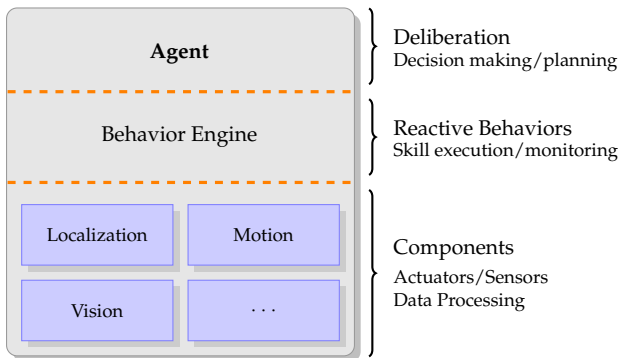 Agent
Deliberation
Decision making/planning
Behavior Engine
Reactive Behaviors
Skill execution/monitoring
Localization
Motion
Vision
· · ·
Components
Actuators/Sensors
Data Processing